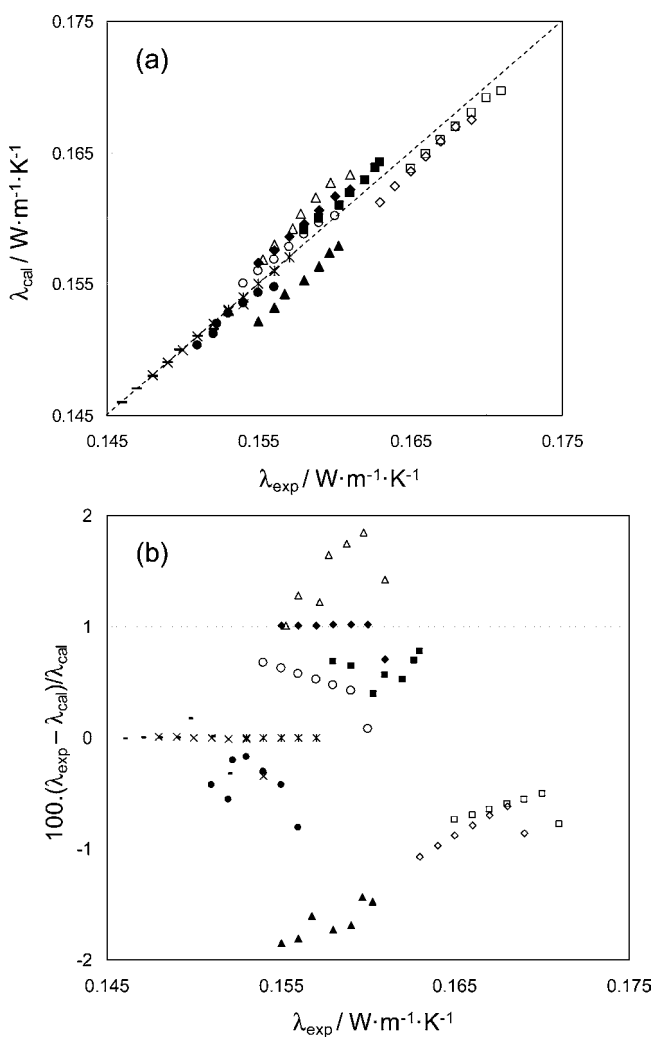 0.175
(a)
0.165
λcal / W·m-1·K-1
0.155
0.145
0.145 0.155 0.165 0.175
λexp / W·m-1·K-1
2
(b)
1
100.(λexp – λcal)/λcal
0
-1
-2
0.145 0.155 0.165 0.175
λexp / W·m-1·K-1